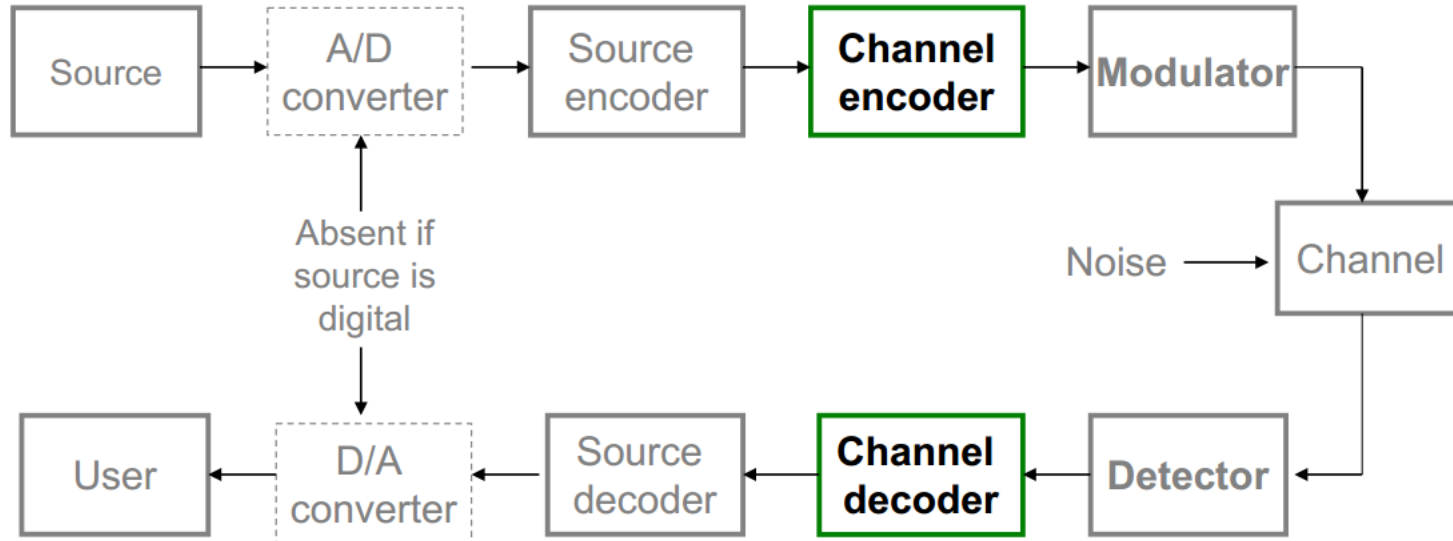 Source
A/D
converter
Source
encoder
Channel
encoder
Modulator
Absent if
source is
digital
Noise
Channel
User
D/A
converter
Source
decoder
Channel
decoder
Detector